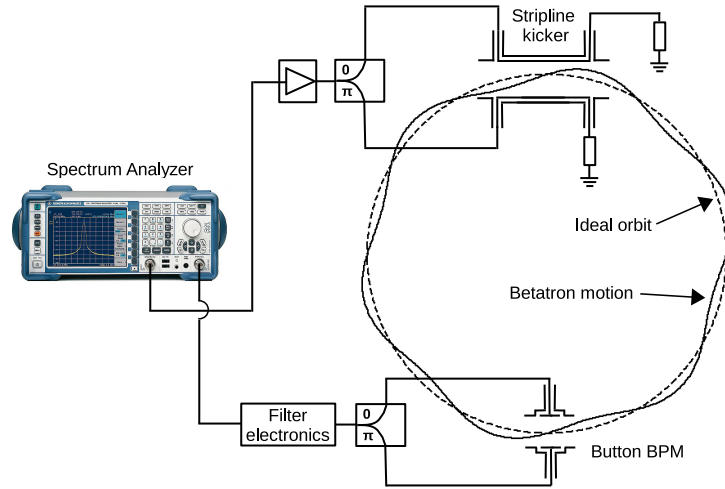 Stripline
kicker
0
π
Spectrum Analyzer
Ideal orbit
Betatron motion
Filter
electronics
0
π
Button BPM